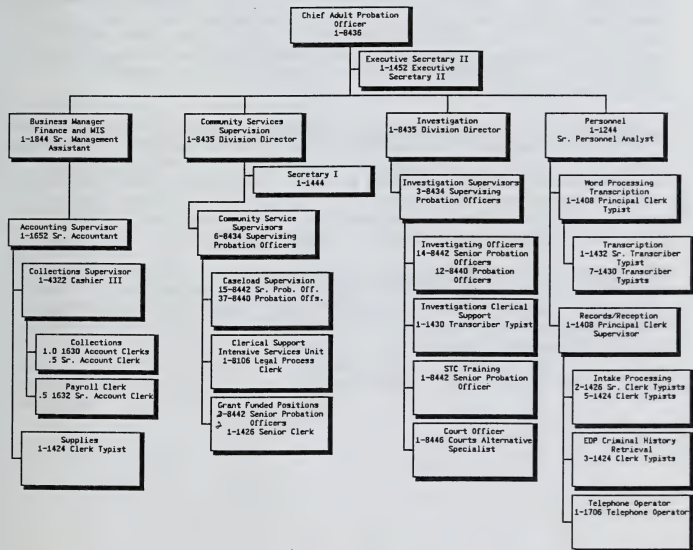 Chief Adult Probation
Officer
1-8436
Executive Secretary II
1-1452 Executive
Secretary II
Business Manager
Finance and MIS
1-1844 Sr. Management
Assistant
Accounting Supervisor
1-1652 Sr. Accountant
Collections Supervisor
1-4322 Cashier III
Collections
1.0 1630 Account Clerks
.5 Sr. Account Clerk
Payroll Clerk
.5 1632 Sr. Account Clerk
Supplies
1-1424 Clerk Typist
Community Services
Supervision
1-8435 Division Director
Secretary I
1-1444
Community Service
Supervisors
6-8434 Supervising
Probation Officers
Caseload Supervision
15-8442 Sr. Prob. Off.
37-8440 Probation Offs.
Clerical Support
Intensive Services Unit
1-8106 Legal Process
Clerk
Grant Funded Positions
3-8442 Senior Probation
2 Officers
1-1426 Senior Clerk
Investigation
1-8435 Division Director
Investigation Supervisors
3-8434 Supervising
Probation Officers
Investigating Officers
14-8442 Senior Probation
Officers
12-8440 Probation
Officers
Investigations Clerical
Support
1-1430 Transcriber Typist
STC Training
1-8442 Senior Probation
Officer
Court Officer
1-8446 Courts Alternative
Specialist
Personnel
1-1244
Sr. Personnel Analyst
Word Processing
Transcription
1-1408 Principal Clerk
Typist
Transcription
1-1432 Sr. Transcriber
Typist
7-1430 Transcriber
Typists
Records/Reception
1-1408 Principal Clerk
Supervisor
Intake Processing
2-1426 Sr. Clerk Typists
5-1424 Clerk Typists
EDP Criminal History
Retrieval
3-1424 Clerk Typists
Telephone Operator
1-1706 Telephone Operator